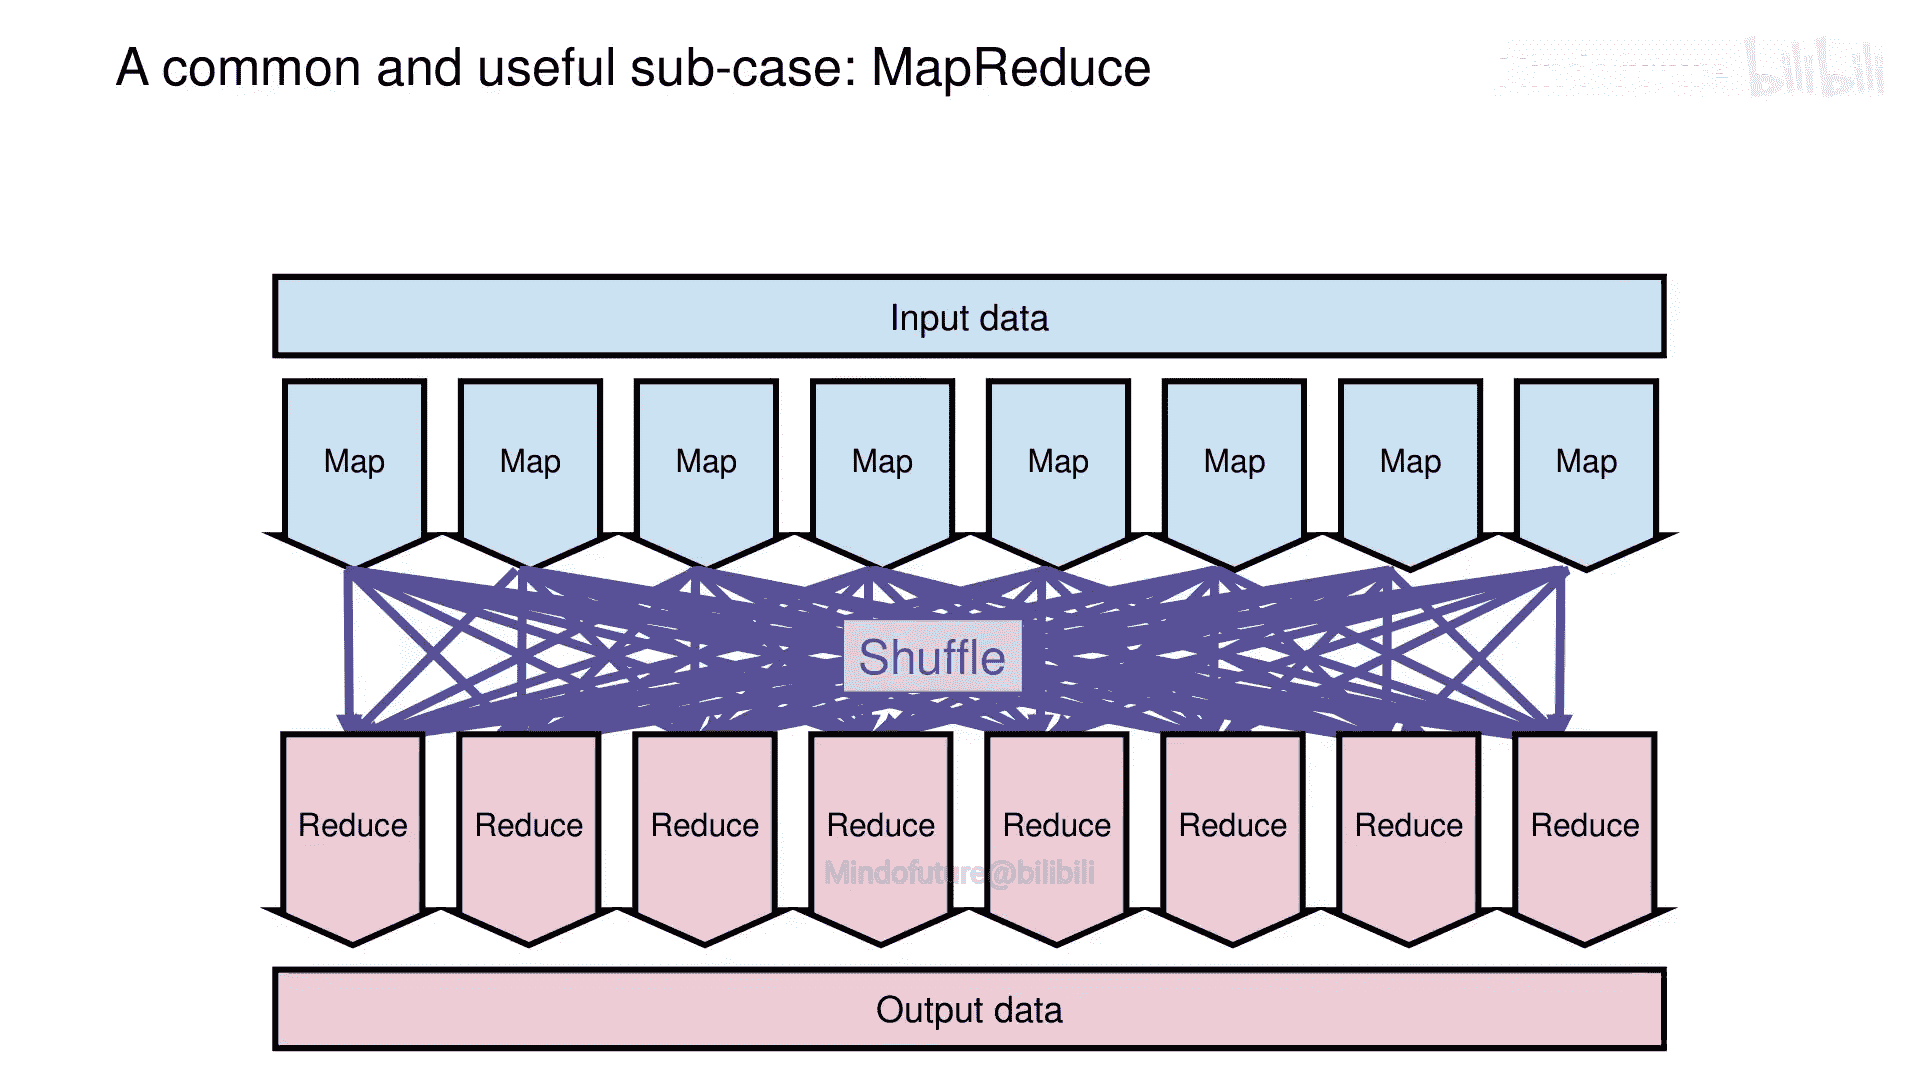 A common and useful sub-case: MapReduce
bilibili
Input data
Map Map Map Map Map Map Map Map
Shuffle
Reduce Reduce Reduce Reduce Reduce Reduce Reduce Reduce
Mindofuture@bilibili
Output data